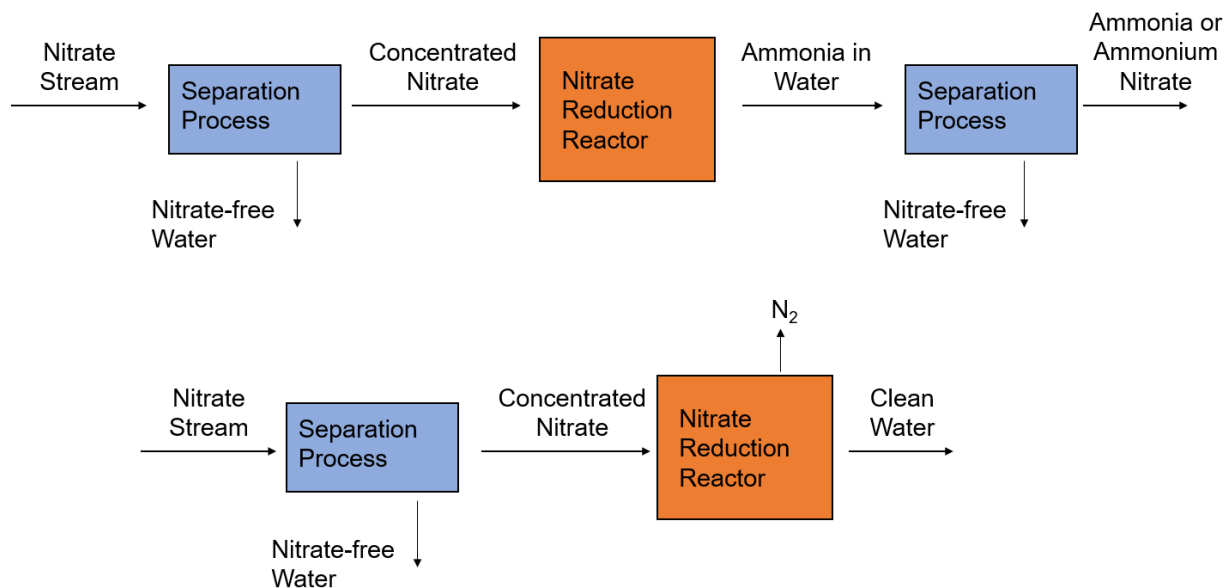 Nitrate
Stream
Separation
Process
Nitrate-free
Water
Concentrated
Nitrate
Nitrate
Reduction
Reactor
Ammonia in
Water
Separation
Process
Nitrate-free
Water
Ammonia or
Ammonium
Nitrate
Nitrate
Stream
Separation
Process
Nitrate-free
Water
Concentrated
Nitrate
N₂
Nitrate
Reduction
Reactor
Clean
Water